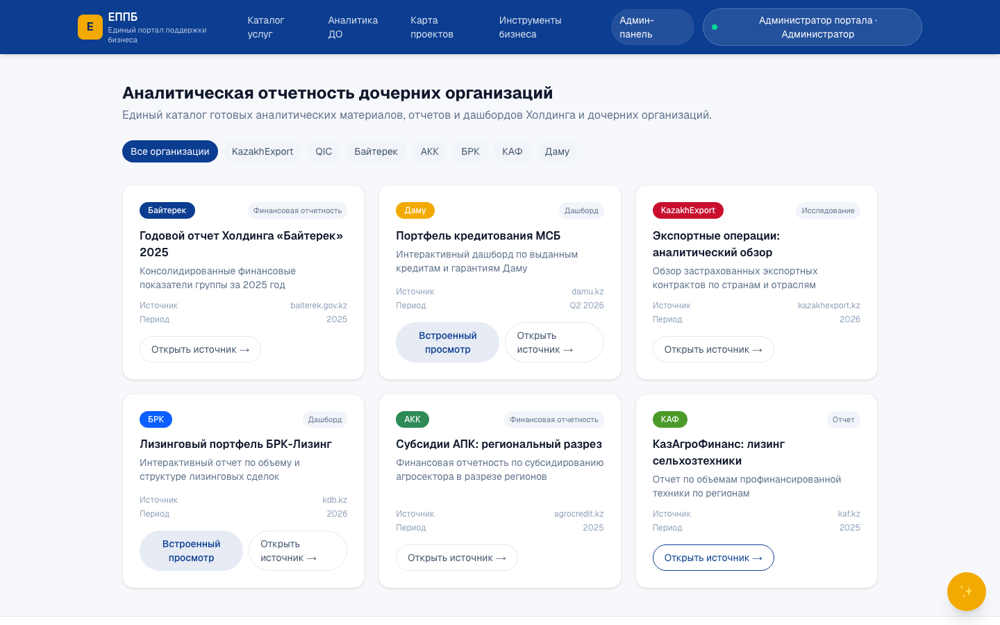 Е
ЕППБ
Единый портал поддержки
бизнеса
Каталог
услуг
Аналитика
ДО
Карта
проектов
Инструменты
бизнеса
Админ-
панель
Администратор портала ·
Администратор
Аналитическая отчетность дочерних организаций
Единый каталог готовых аналитических материалов, отчетов и дашбордов Холдинга и дочерних организаций.
Все организации
KazakhExport
QIC
Байтерек
АКК
БРК
КАФ
Даму
Байтерек
Финансовая отчетность
Годовой отчет Холдинга «Байтерек»
2025
Консолидированные финансовые
показатели группы за 2025 год
Источник baiterek.gov.kz
Период 2025
Открыть источник →
Даму
Дашборд
Портфель кредитования МСБ
Интерактивный дашборд по выданным
кредитам и гарантиям Даму
Источник damu.kz
Период Q2 2026
Встроенный
просмотр
Открыть
источник →
KazakhExport
Исследование
Экспортные операции:
аналитический обзор
Обзор застрахованных экспортных
контрактов по странам и отраслям
Источник kazakhexport.kz
Период 2026
Открыть источник →
БРК
Дашборд
Лизинговый портфель БРК-Лизинг
Интерактивный отчет по объему и
структуре лизинговых сделок
Источник kdb.kz
Период 2026
Встроенный
просмотр
Открыть
источник →
АКК
Финансовая отчетность
Субсидии АПК: региональный разрез
Финансовая отчетность по субсидированию
агросектора в разрезе регионов
Источник agrocredit.kz
Период 2025
Открыть источник →
КАФ
Отчет
КазАгроФинанс: лизинг
сельхозтехники
Отчет по объемам профинансированной
техники по регионам
Источник kaf.kz
Период 2025
Открыть источник →